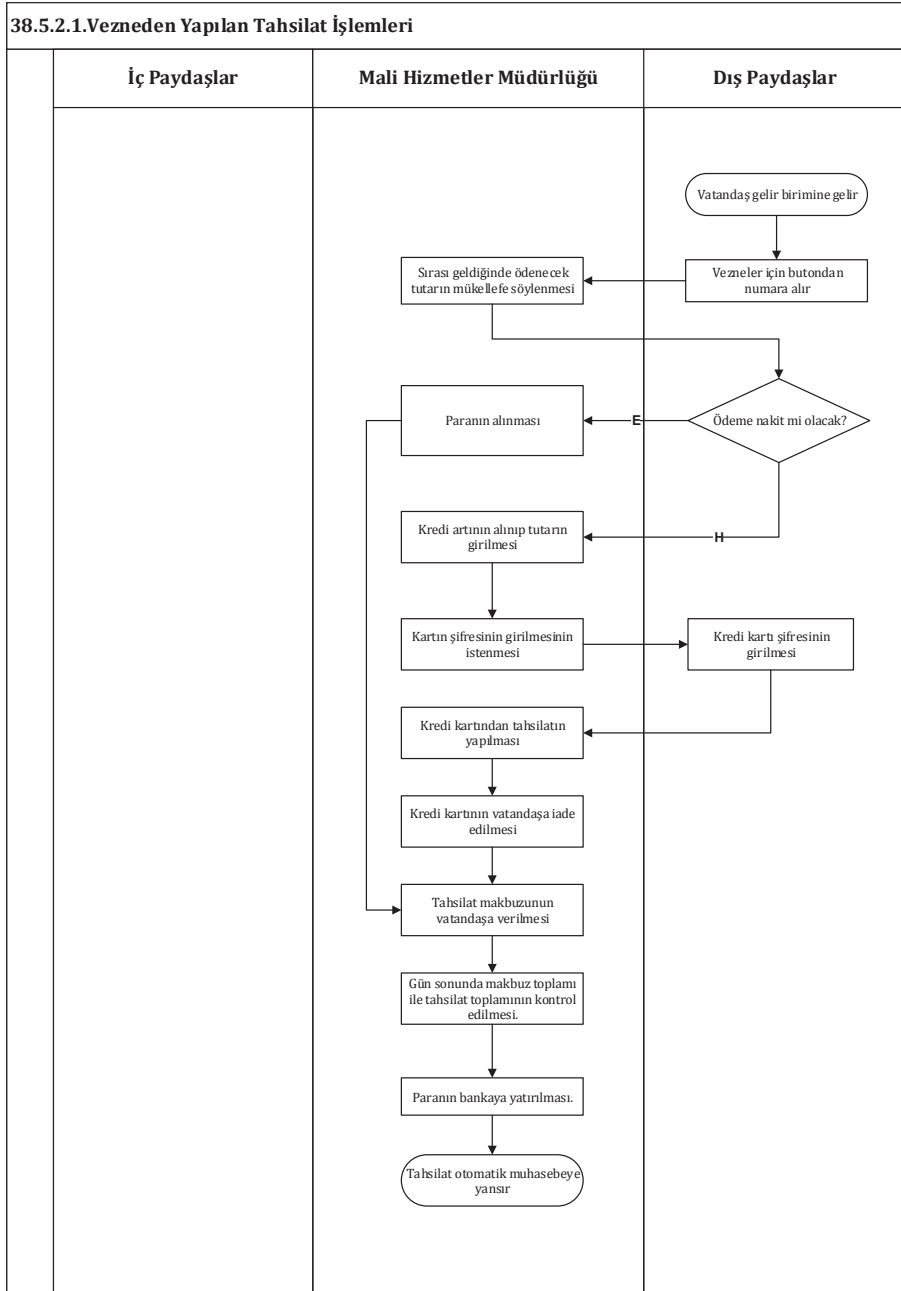 38.5.2.1.Vezneden Yapılan Tahsilat İşlemleri
İç Paydaşlar
Mali Hizmetler Müdürlüğü
Dış Paydaşlar
Vatandaş gelir birimine gelir
Vezneler için butondan
numara alır
Sırası geldiğinde ödenecek
tutarın mükellefe söylenmesi
Ödeme nakit mi olacak?
E
Paranın alınması
H
Kredi artının alınıp tutarın
girilmesi
Kartın şifresinin girilmesinin
istenmesi
Kredi kartı şifresinin
girilmesi
Kredi kartından tahsilatın
yapılması
Kredi kartının vatandaşa iade
edilmesi
Tahsilat makbuzunun
vatandaşa verilmesi
Gün sonunda makbuz toplamı
ile tahsilat toplamının kontrol
edilmesi.
Paranın bankaya yatırılması.
Tahsilat otomatik muhasebeye
yansır